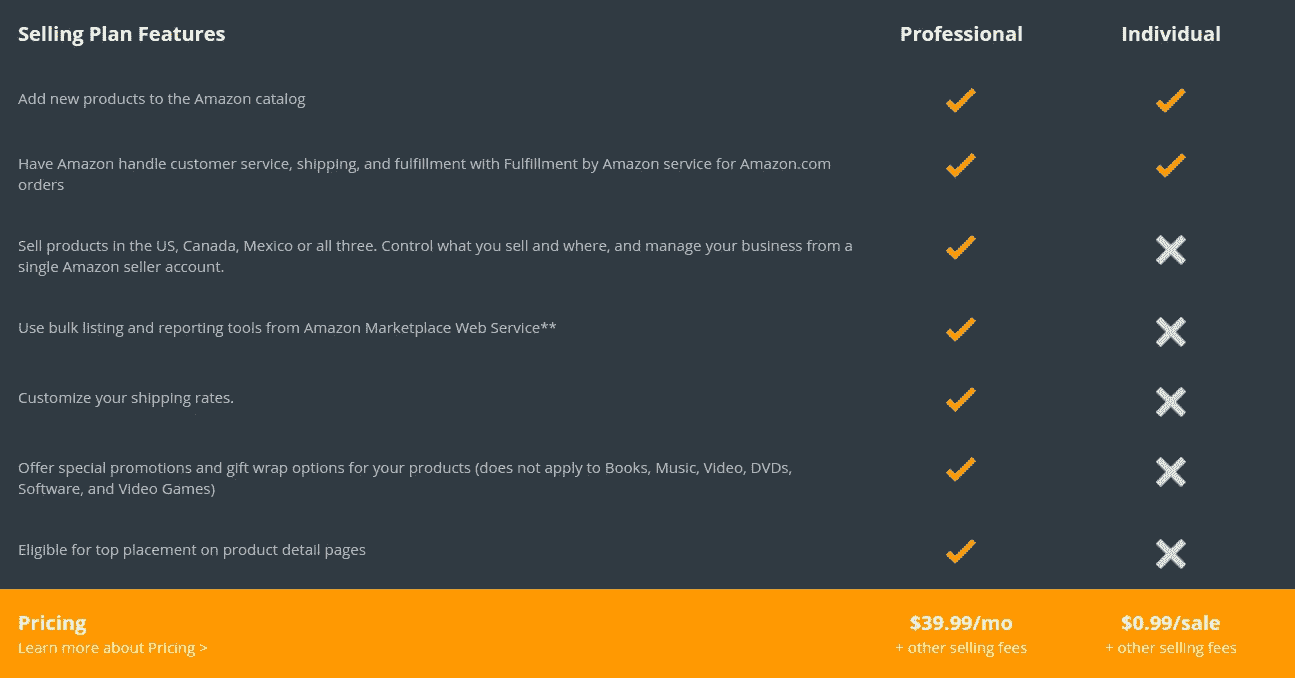 Selling Plan Features Professional Individual
Add new products to the Amazon catalog
Have Amazon handle customer service, shipping, and fulfillment with Fulfillment by Amazon service for Amazon.com
orders
Sell products in the US, Canada, Mexico or all three. Control what you sell and where, and manage your business from a
single Amazon seller account.
Use bulk listing and reporting tools from Amazon Marketplace Web Service**
Customize your shipping rates.
Offer special promotions and gift wrap options for your products (does not apply to Books, Music, Video, DVDs,
Software, and Video Games)
Eligible for top placement on product detail pages
Pricing $39.99/mo $0.99/sale
Learn more about Pricing > + other selling fees + other selling fees